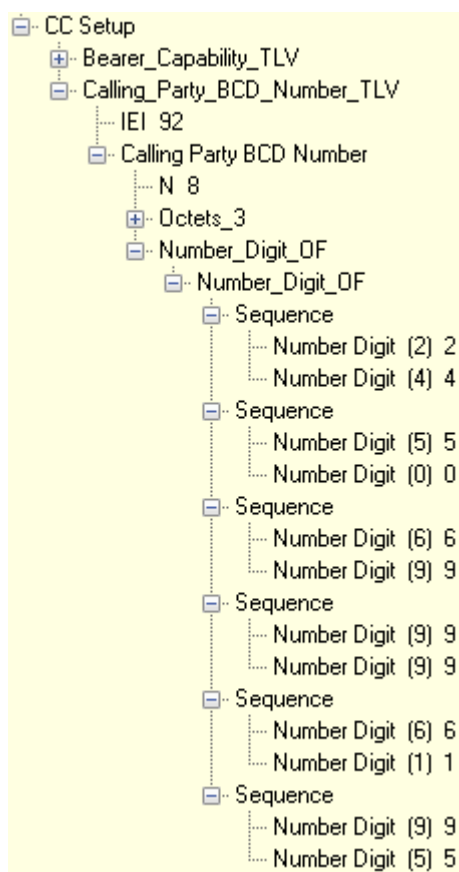 CC Setup
Bearer_Capability_TLV
Calling_Party_BCD_Number_TLV
IEI 92
Calling Party BCD Number
N 8
Octets_3
Number_Digit_OF
Number_Digit_OF
Sequence
Number Digit (2) 2
Number Digit (4) 4
Sequence
Number Digit (5) 5
Number Digit (0) 0
Sequence
Number Digit (6) 6
Number Digit (9) 9
Sequence
Number Digit (9) 9
Number Digit (9) 9
Sequence
Number Digit (6) 6
Number Digit (1) 1
Sequence
Number Digit (9) 9
Number Digit (5) 5